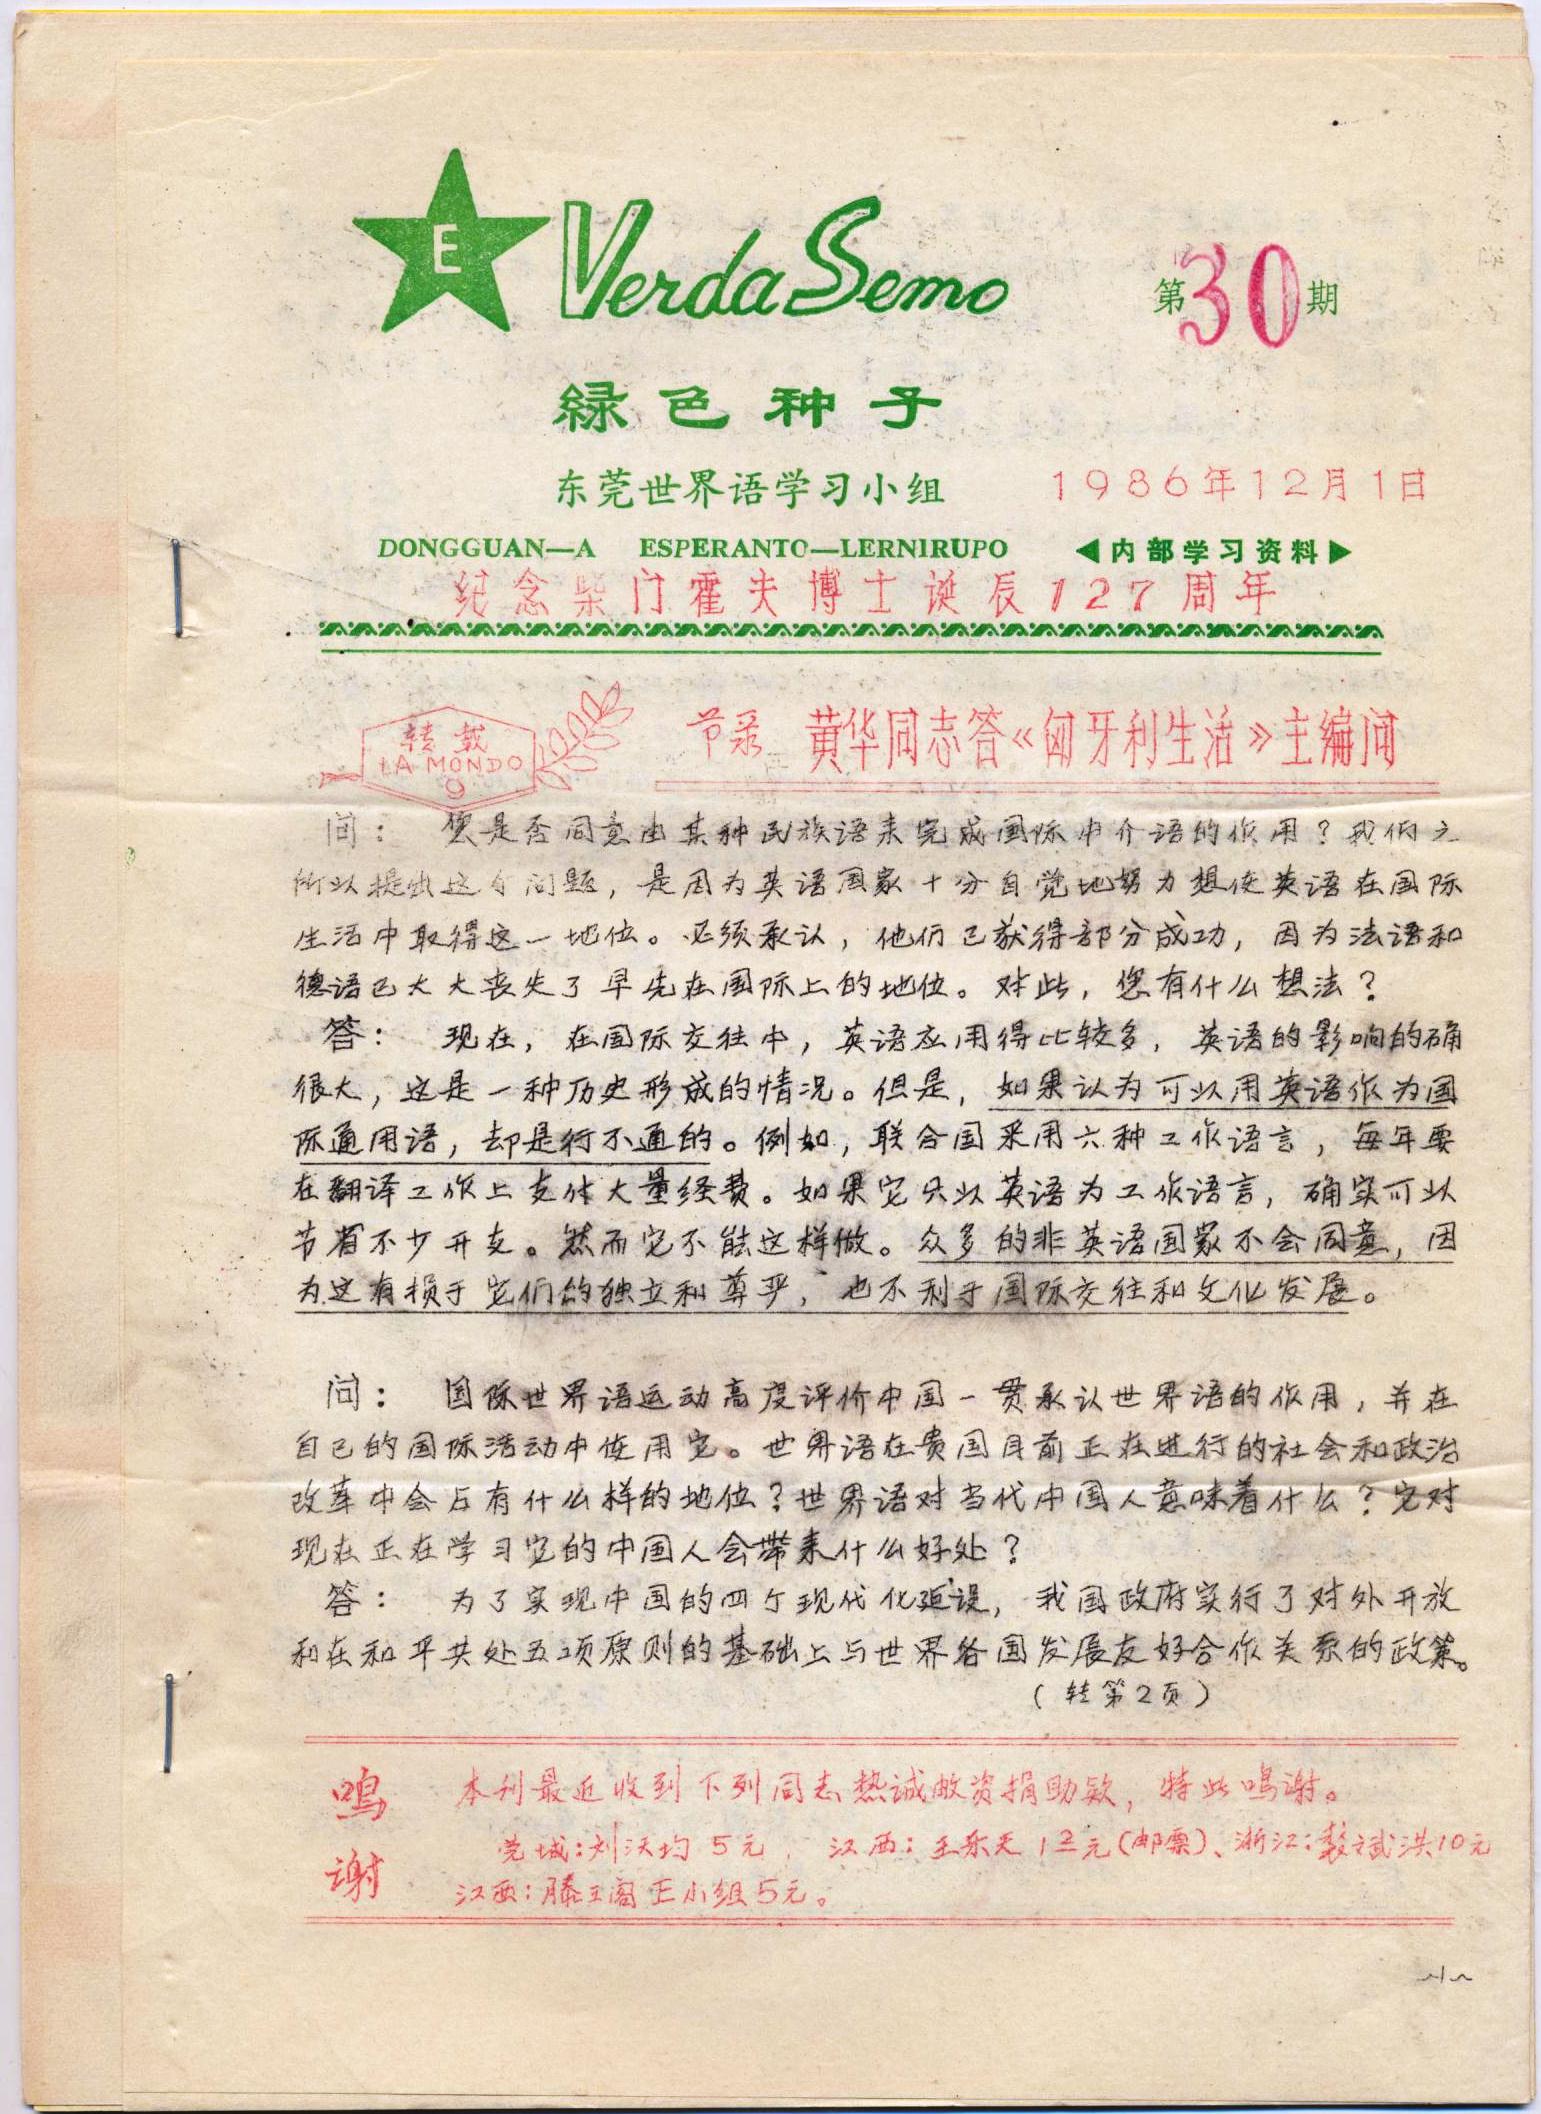 E
Verda Semo
第30期
緑色种子
东莞世界语学习小组
1986年12月1日
DONGGUAN—A ESPERANTO—LERNIRUPO
◀内部学习资料▶
纪念柴门霍夫博士诞辰127周年
转载
LA MONDO
9
节录 黄华同志答《匈牙利生活》主编问
问： 您是否同意由某种民族语来完成国际中介语的作用？我们之
所以提出这个问题，是因为英语国家十分自觉地努力想使英语在国际
生活中取得这一地位。必须承认，他们已获得部分成功，因为法语和
德语已大大丧失了早先在国际上的地位。对此，您有什么想法？
答： 现在，在国际交往中，英语应用得比较多，英语的影响的确
很大，这是一种历史形成的情况。但是，如果认为可以用英语作为国
际通用语，却是行不通的。例如，联合国采用六种工作语言，每年要
在翻译工作上支付大量经费。如果它只以英语为工作语言，确实可以
节省不少开支。然而它不能这样做。众多的非英语国家不会同意，因
为这有损于它们的独立和尊严，也不利于国际交往和文化发展。
问： 国际世界语运动高度评价中国一贯承认世界语的作用，并在
自己的国际活动中使用它。世界语在贵国目前正在进行的社会和政治
改革中会占有什么样的地位？世界语对当代中国人意味着什么？它对
现在正在学习它的中国人会带来什么好处？
答： 为了实现中国的四个现代化建设，我国政府实行了对外开放
和在和平共处五项原则的基础上与世界各国发展友好合作关系的政策。
（转第2页）
鸣谢
本刊最近收到下列同志热诚献资捐助款，特此鸣谢。
莞城：刘沃均 5元， 江西：王乐天 12元（邮票）、浙江：斌洪10元
江西：滕王阁E小组5元。